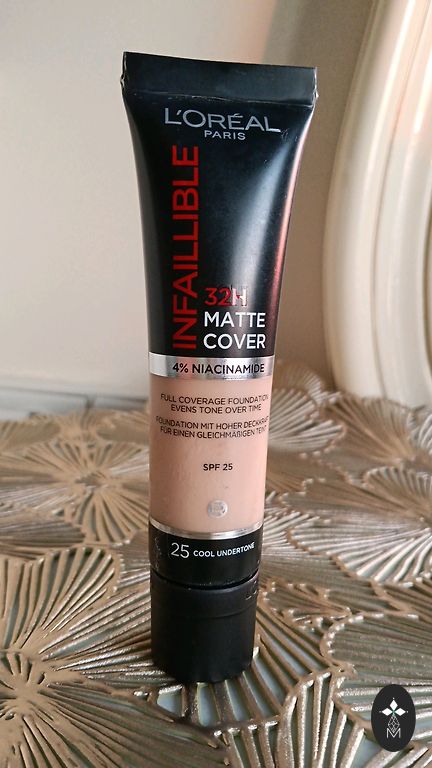 L'ORÉAL
PARIS
INFAILLIBLE
32H
MATTE
COVER
4% NIACINAMIDE
FULL COVERAGE FOUNDATION
EVENS TONE OVER TIME
FOUNDATION MIT HOHER DECKKRAFT
FÜR EINEN GLEICHMÄßIGEN TEINT
SPF 25
25 COOL UNDERTONE